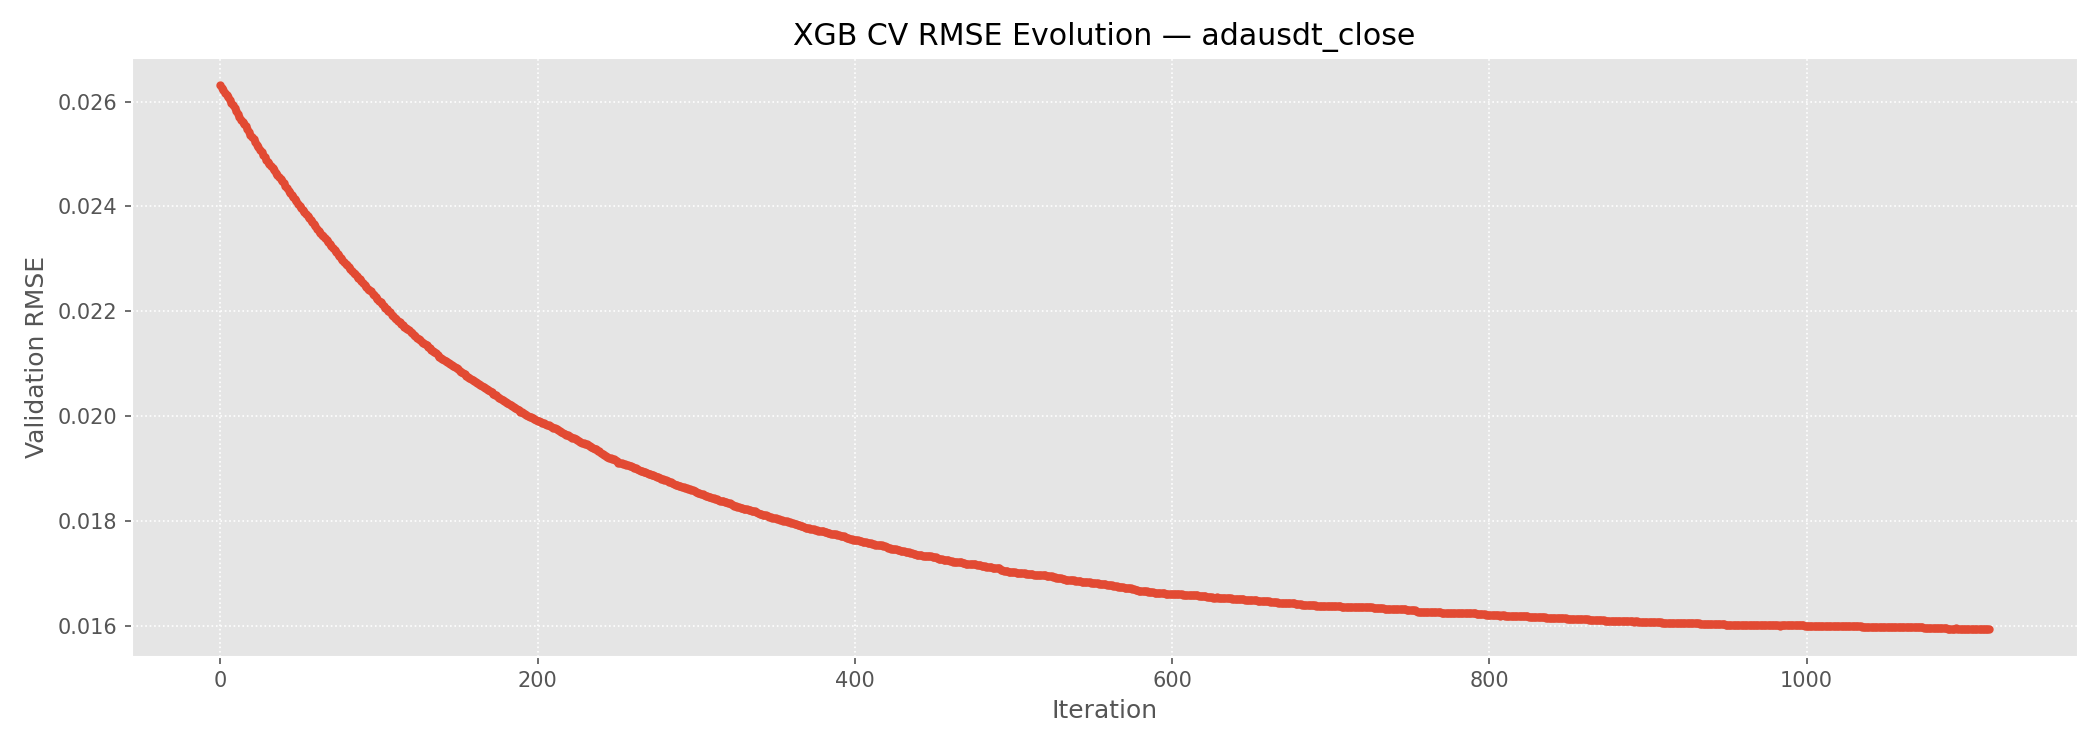 XGB CV RMSE Evolution — adausdt_close
Validation RMSE
0.026
0.024
0.022
0.020
0.018
0.016
0 200 400 600 800 1000
Iteration